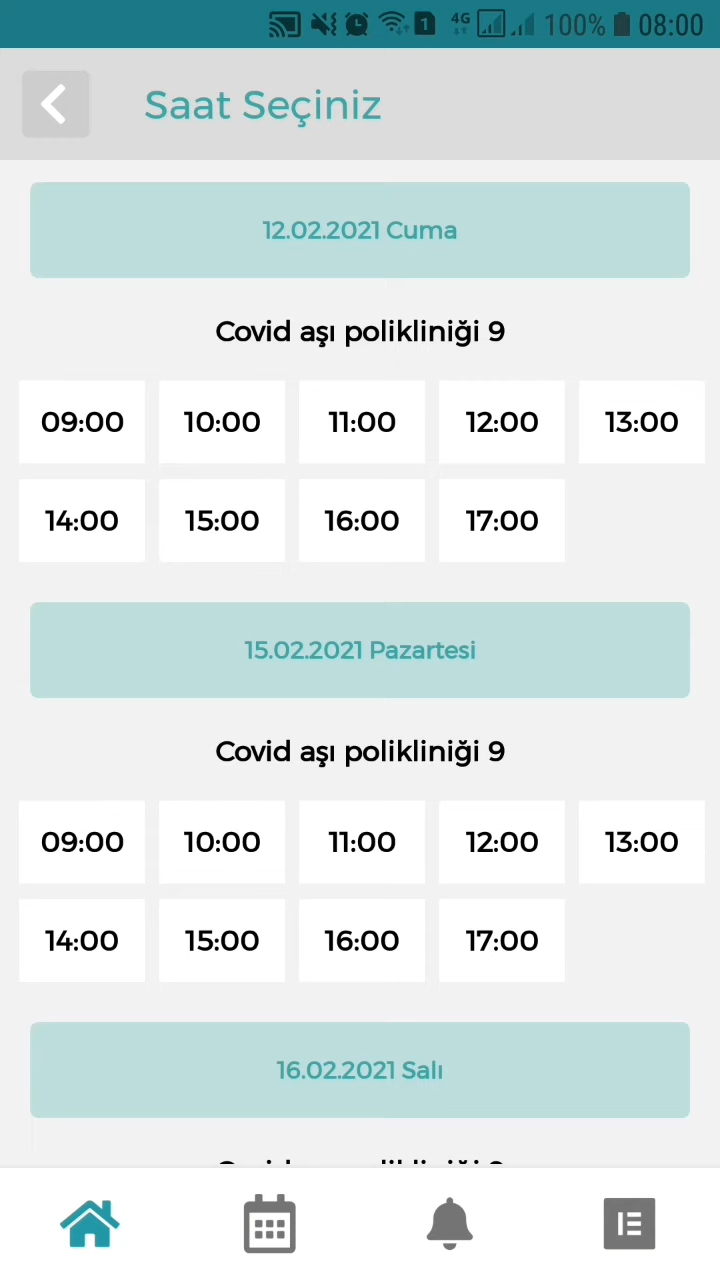 1 4G 100% 08:00
Saat Seçiniz
12.02.2021 Cuma
Covid aşı polikliniği 9
09:00 10:00 11:00 12:00 13:00
14:00 15:00 16:00 17:00
15.02.2021 Pazartesi
Covid aşı polikliniği 9
09:00 10:00 11:00 12:00 13:00
14:00 15:00 16:00 17:00
16.02.2021 Salı